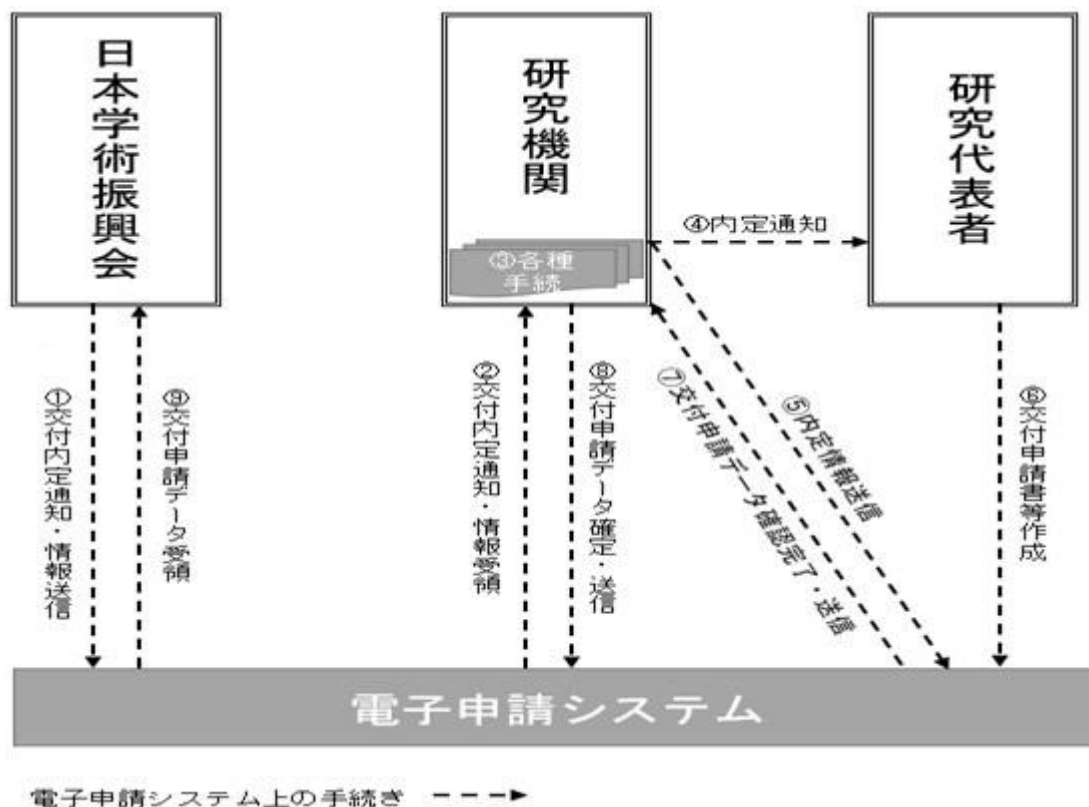 日本学術振興会
研究機関
研究代表者
③各種
手続
④内定通知
①交付内定通知・情報送信
⑨交付申請データ受領
②交付内定通知・情報受領
⑧交付申請データ確定・送信
⑦交付申請データ確認完了・送信
⑤内定情報送信
⑥交付申請書等作成
電子申請システム
電子申請システム上の手続き